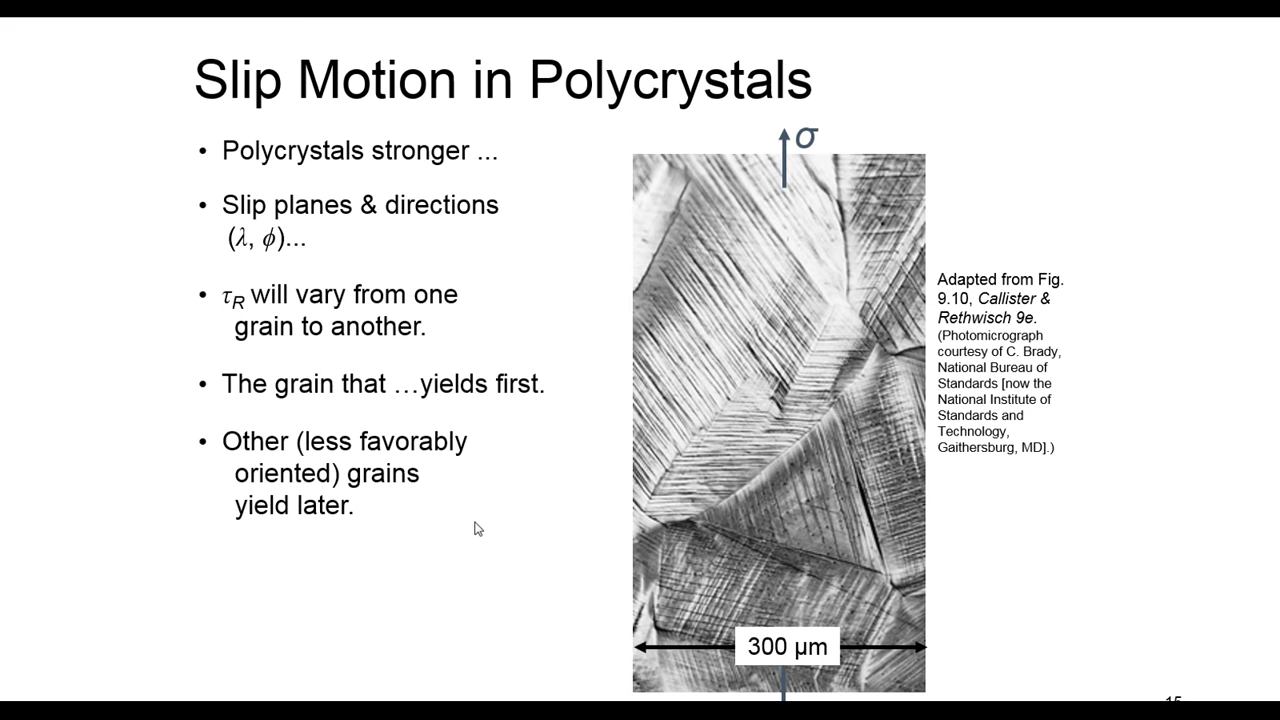 Slip Motion in Polycrystals
• Polycrystals stronger ...
• Slip planes & directions
(λ, ϕ)...
• τR will vary from one
grain to another.
• The grain that …yields first.
• Other (less favorably
oriented) grains
yield later.
σ
300 μm
Adapted from Fig.
9.10, Callister &
Rethwisch 9e.
(Photomicrograph
courtesy of C. Brady,
National Bureau of
Standards [now the
National Institute of
Standards and
Technology,
Gaithersburg, MD].)